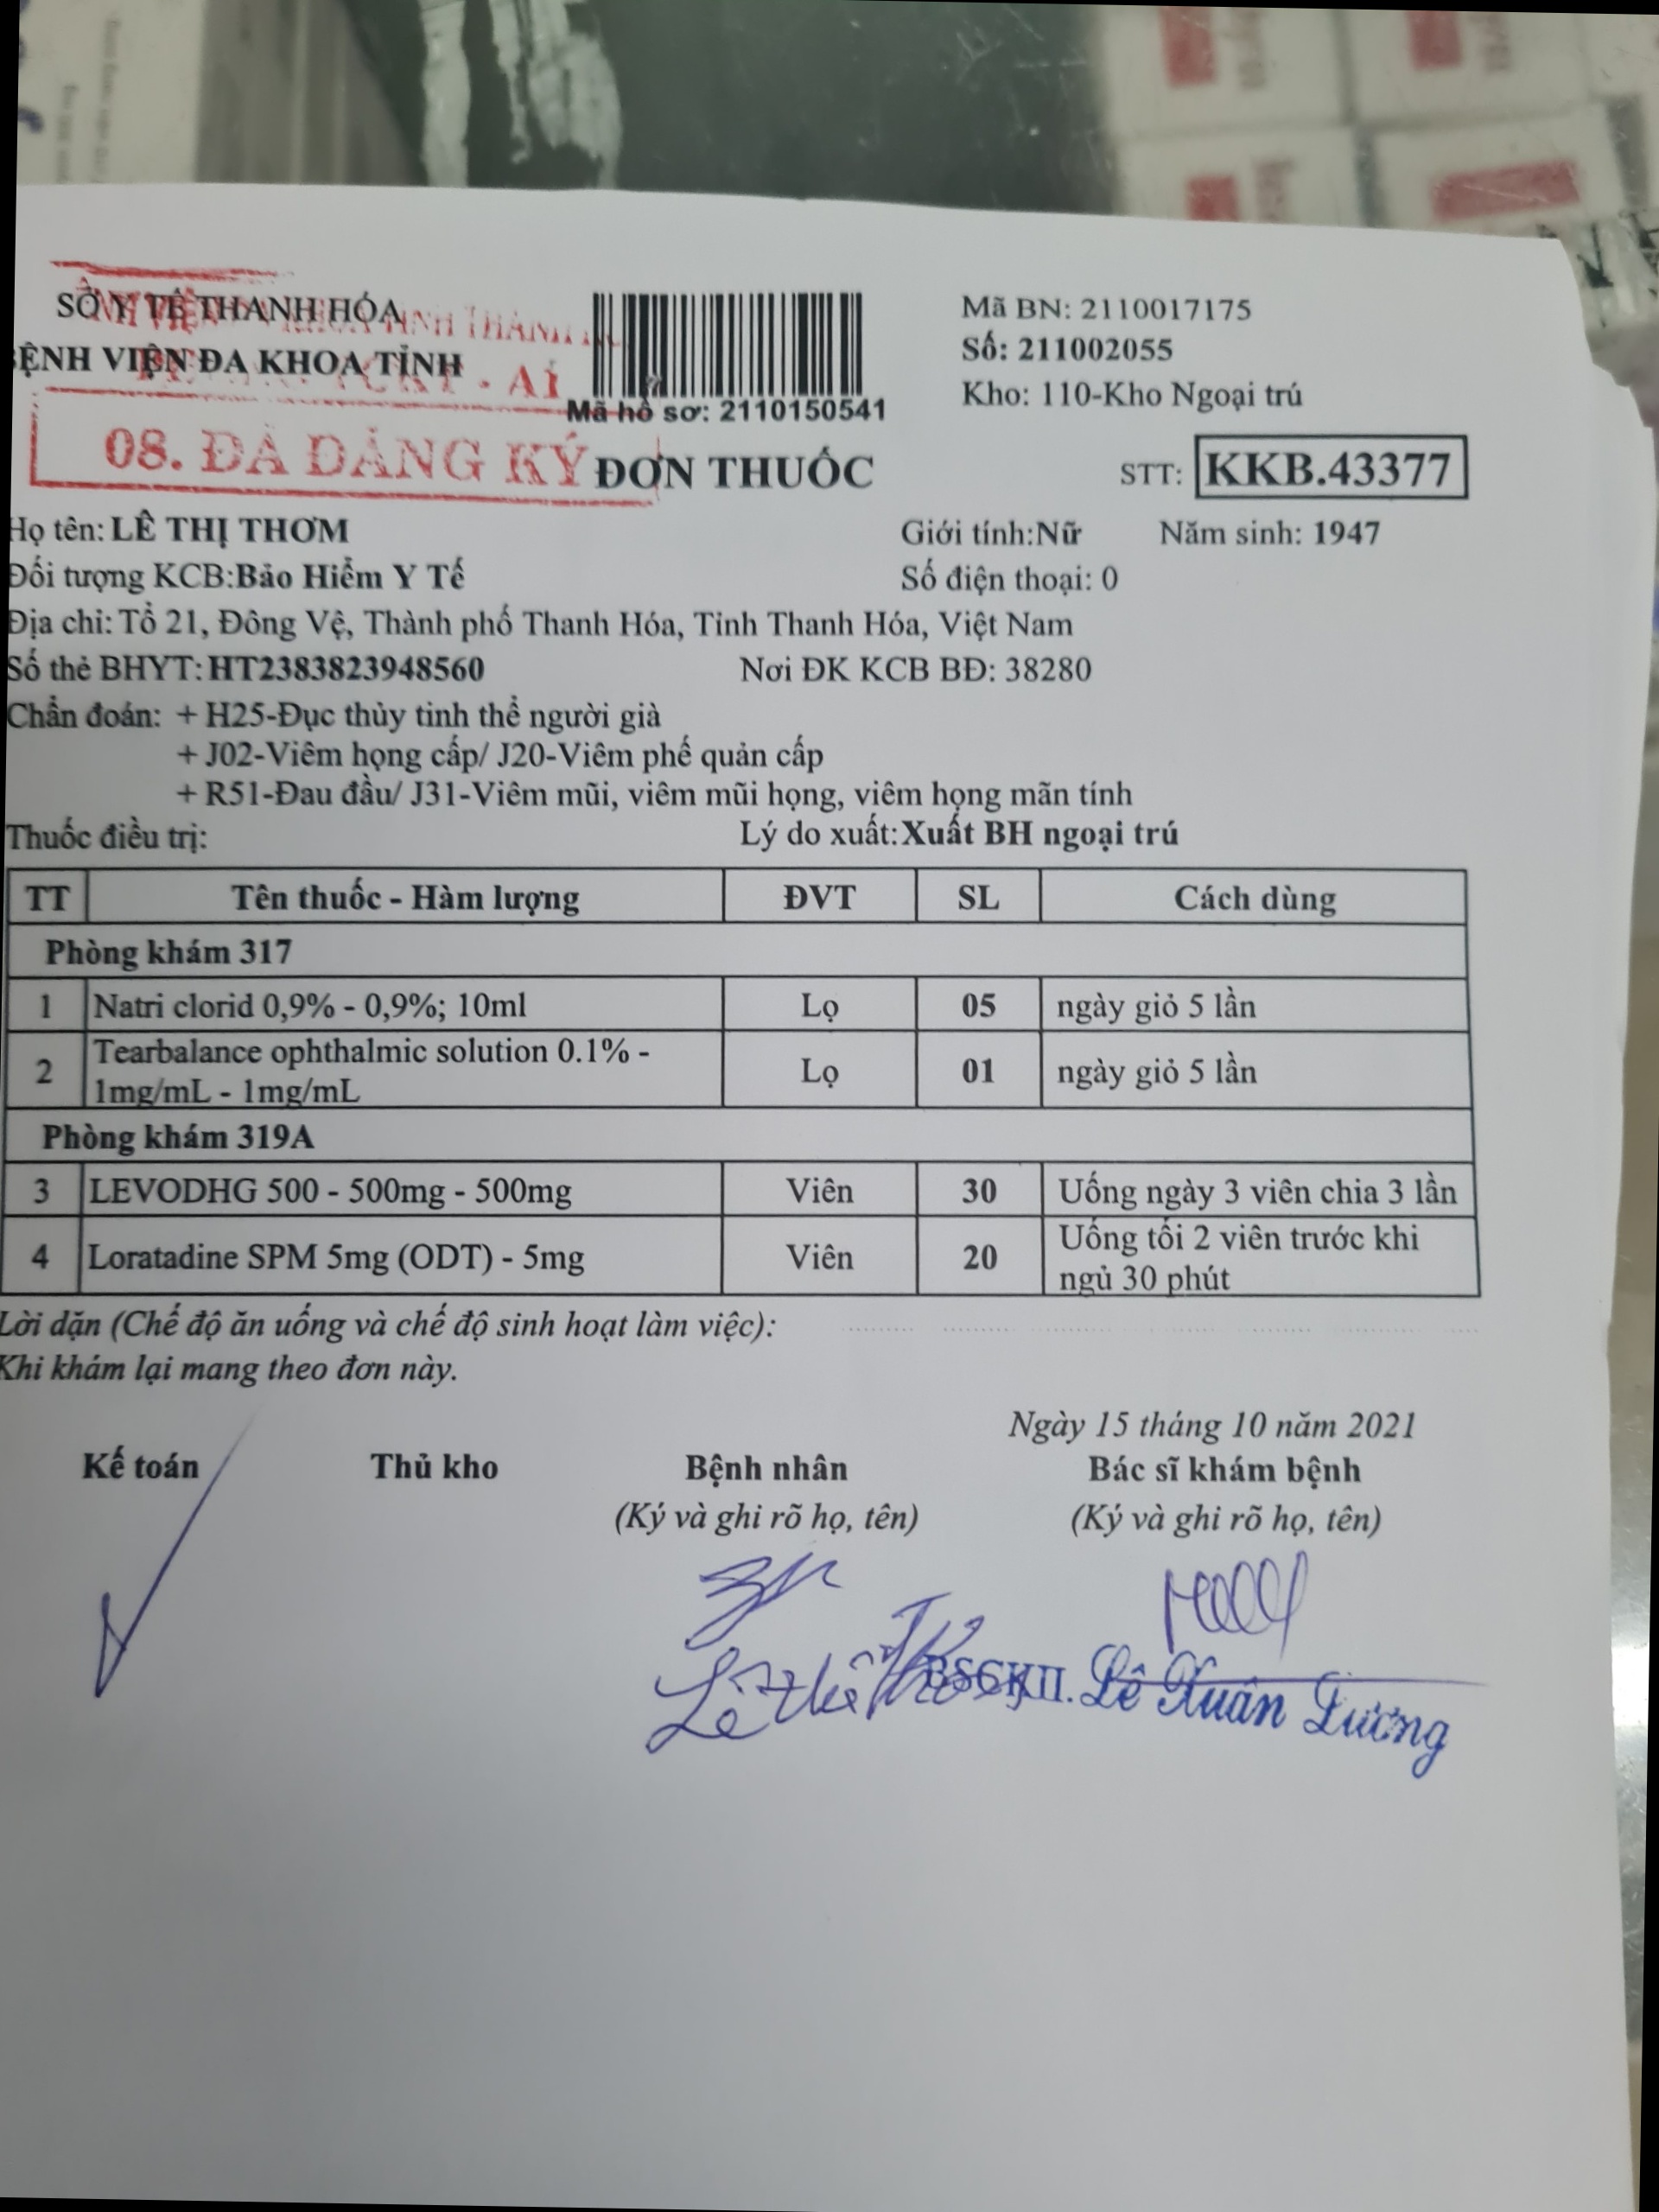 SỞ Y TẾ THANH HÓA
BỆNH VIỆN ĐA KHOA TỈNH
08. ĐÃ ĐĂNG KÝ
Mã hồ sơ: 2110150541
Mã BN: 2110017175
Số: 211002055
Kho: 110-Kho Ngoại trú
ĐƠN THUỐC
STT: KKB.43377
Họ tên: LÊ THỊ THƠM Giới tính:Nữ Năm sinh: 1947
Đối tượng KCB:Bảo Hiểm Y Tế Số điện thoại: 0
Địa chỉ: Tổ 21, Đông Vệ, Thành phố Thanh Hóa, Tỉnh Thanh Hóa, Việt Nam
Số thẻ BHYT: HT2383823948560 Nơi ĐK KCB BĐ: 38280
Chẩn đoán: + H25-Đục thủy tinh thể người già
+ J02-Viêm họng cấp/ J20-Viêm phế quản cấp
+ R51-Đau đầu/ J31-Viêm mũi, viêm mũi họng, viêm họng mãn tính
Thuốc điều trị: Lý do xuất: Xuất BH ngoại trú
TT Tên thuốc - Hàm lượng ĐVT SL Cách dùng
Phòng khám 317
1 Natri clorid 0,9% - 0,9%; 10ml Lọ 05 ngày giỏ 5 lần
2 Tearbalance ophthalmic solution 0.1% - 1mg/mL - 1mg/mL Lọ 01 ngày giỏ 5 lần
Phòng khám 319A
3 LEVODHG 500 - 500mg - 500mg Viên 30 Uống ngày 3 viên chia 3 lần
4 Loratadine SPM 5mg (ODT) - 5mg Viên 20 Uống tối 2 viên trước khi ngủ 30 phút
Lời dặn (Chế độ ăn uống và chế độ sinh hoạt làm việc):
Khi khám lại mang theo đơn này.
Ngày 15 tháng 10 năm 2021
Kế toán Thủ kho Bệnh nhân Bác sĩ khám bệnh
(Ký và ghi rõ họ, tên) (Ký và ghi rõ họ, tên)
BSCKII. Lê Xuân Dương